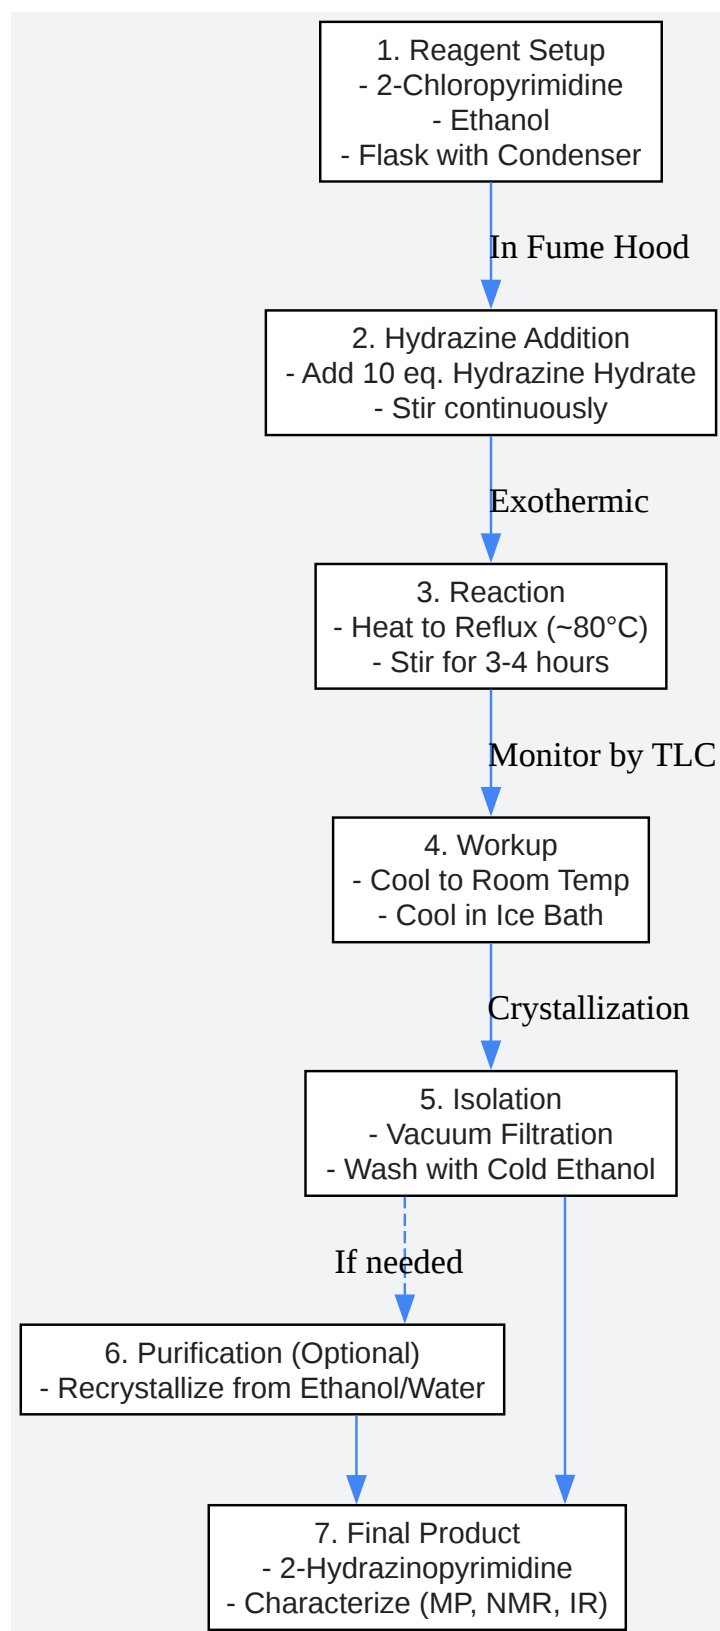 1. Reagent Setup
- 2-Chloropyrimidine
- Ethanol
- Flask with Condenser
In Fume Hood
2. Hydrazine Addition
- Add 10 eq. Hydrazine Hydrate
- Stir continuously
Exothermic
3. Reaction
- Heat to Reflux (~80°C)
- Stir for 3-4 hours
Monitor by TLC
4. Workup
- Cool to Room Temp
- Cool in Ice Bath
Crystallization
5. Isolation
- Vacuum Filtration
- Wash with Cold Ethanol
If needed
6. Purification (Optional)
- Recrystallize from Ethanol/Water
7. Final Product
- 2-Hydrazinopyrimidine
- Characterize (MP, NMR, IR)